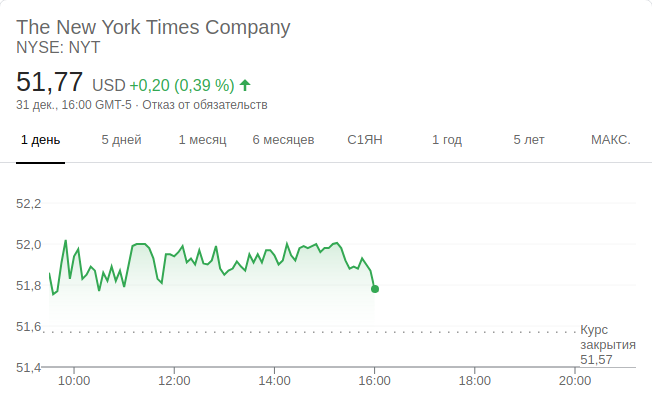 The New York Times Company
NYSE: NYT
51,77 USD +0,20 (0,39 %)
31 дек., 16:00 GMT-5 · Отказ от обязательств
1 день 5 дней 1 месяц 6 месяцев С1ЯН 1 год 5 лет МАКС.
52,2
52,0
51,8
51,6
Курс
закрытия
51,57
51,4
10:00 12:00 14:00 16:00 18:00 20:00